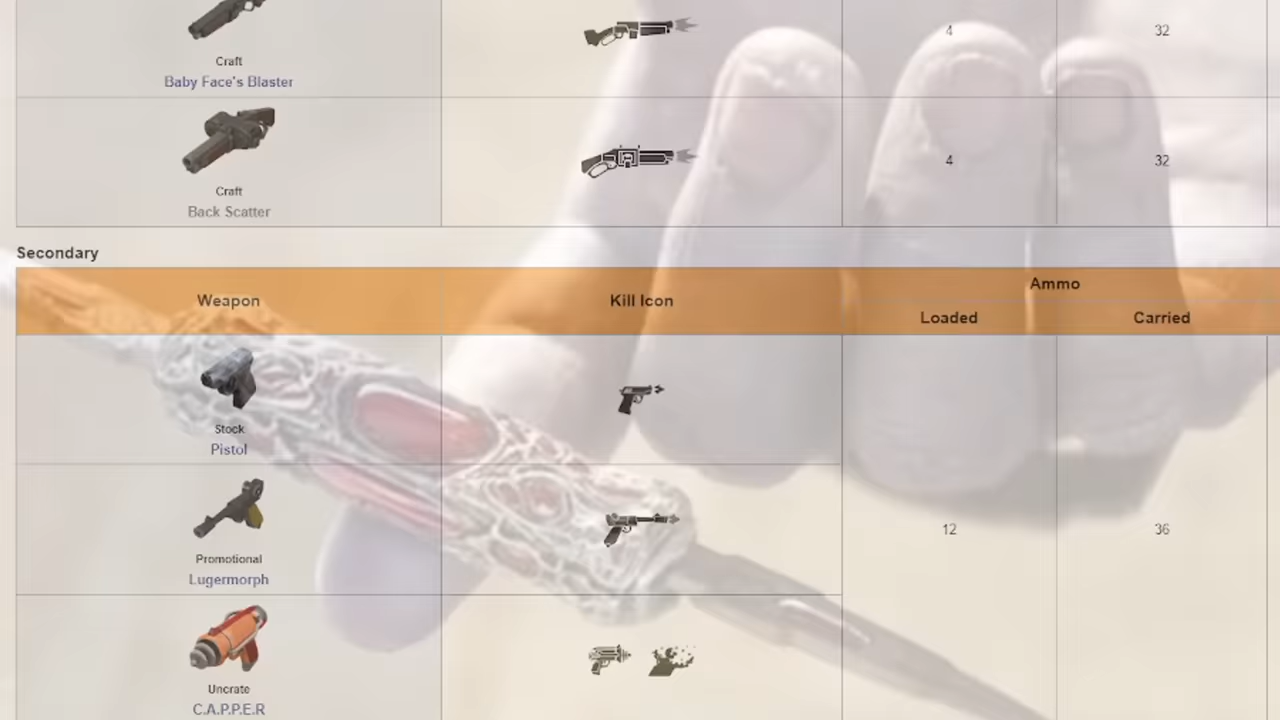 4 32
Craft
Baby Face's Blaster
4 32
Craft
Back Scatter
Secondary
Weapon Kill Icon Ammo
Loaded Carried
Stock
Pistol
12 36
Promotional
Lugermorph
Uncrate
C.A.P.P.E.R